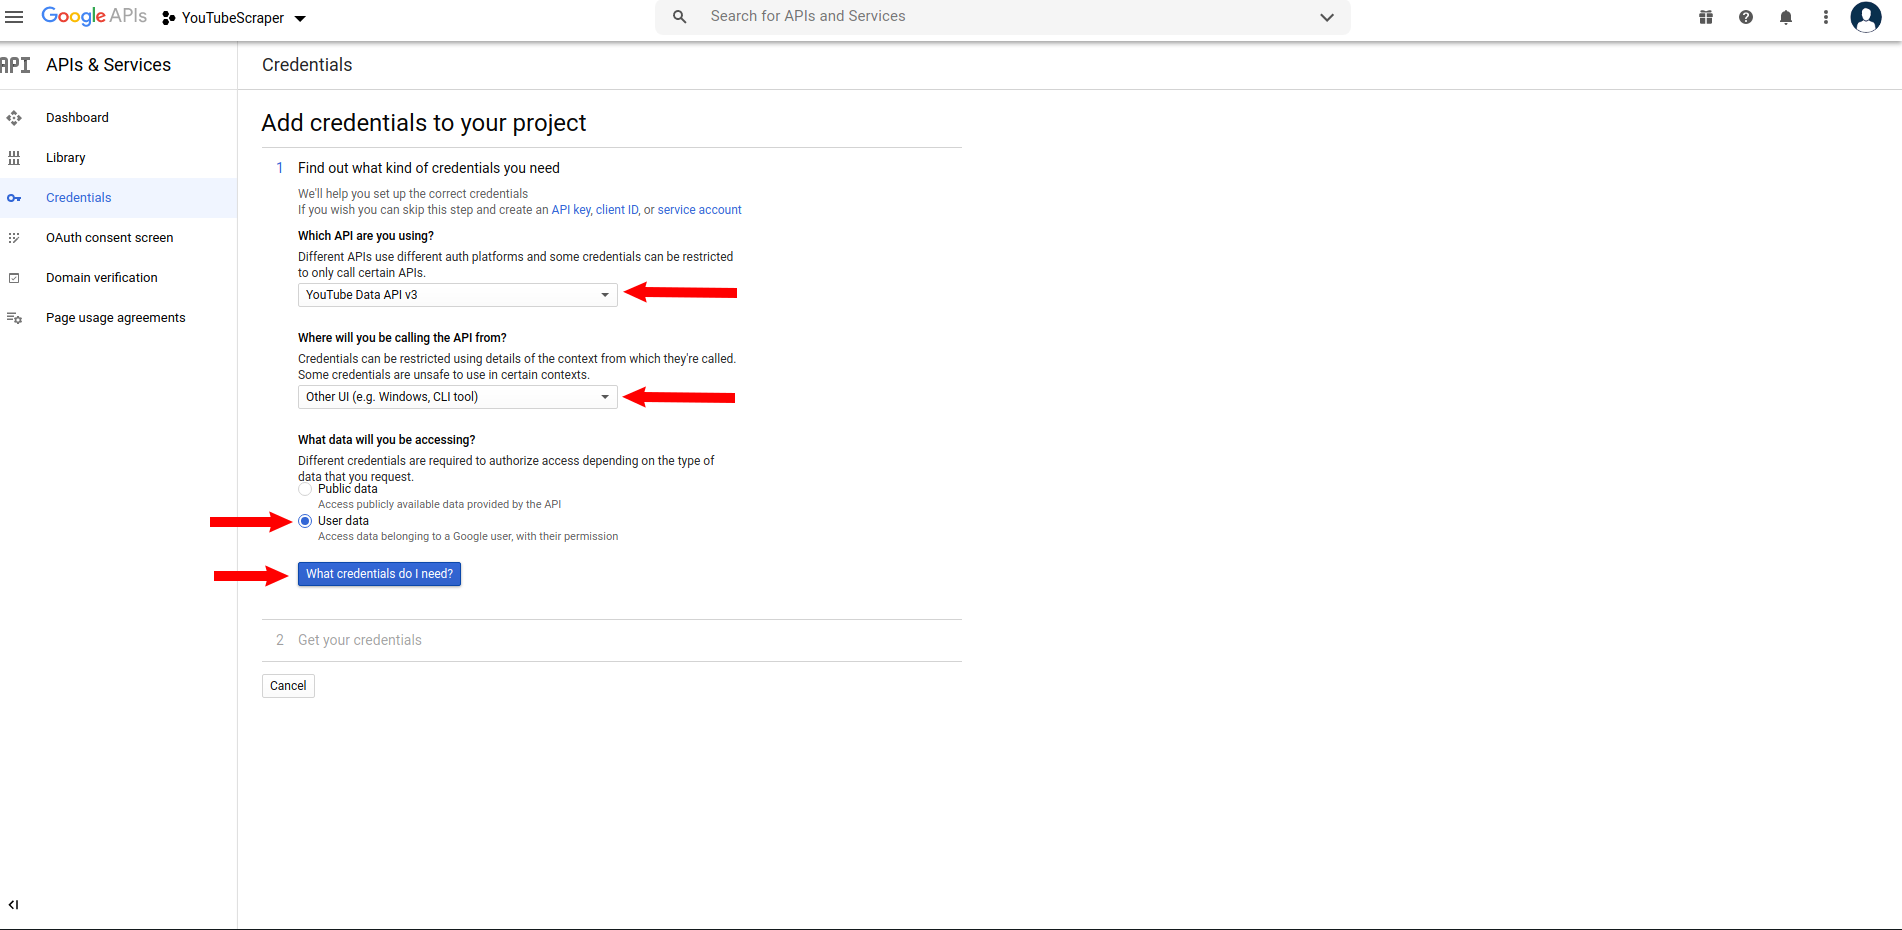 Google APIs
YouTubeScraper
Search for APIs and Services
API
APIs & Services
Credentials
Dashboard
Library
Credentials
OAuth consent screen
Domain verification
Page usage agreements
Add credentials to your project
1 Find out what kind of credentials you need
We'll help you set up the correct credentials
If you wish you can skip this step and create an API key, client ID, or service account
Which API are you using?
Different APIs use different auth platforms and some credentials can be restricted
to only call certain APIs.
YouTube Data API v3
Where will you be calling the API from?
Credentials can be restricted using details of the context from which they're called.
Some credentials are unsafe to use in certain contexts.
Other UI (e.g. Windows, CLI tool)
What data will you be accessing?
Different credentials are required to authorize access depending on the type of
data that you request.
Public data
Access publicly available data provided by the API
User data
Access data belonging to a Google user, with their permission
What credentials do I need?
2 Get your credentials
Cancel